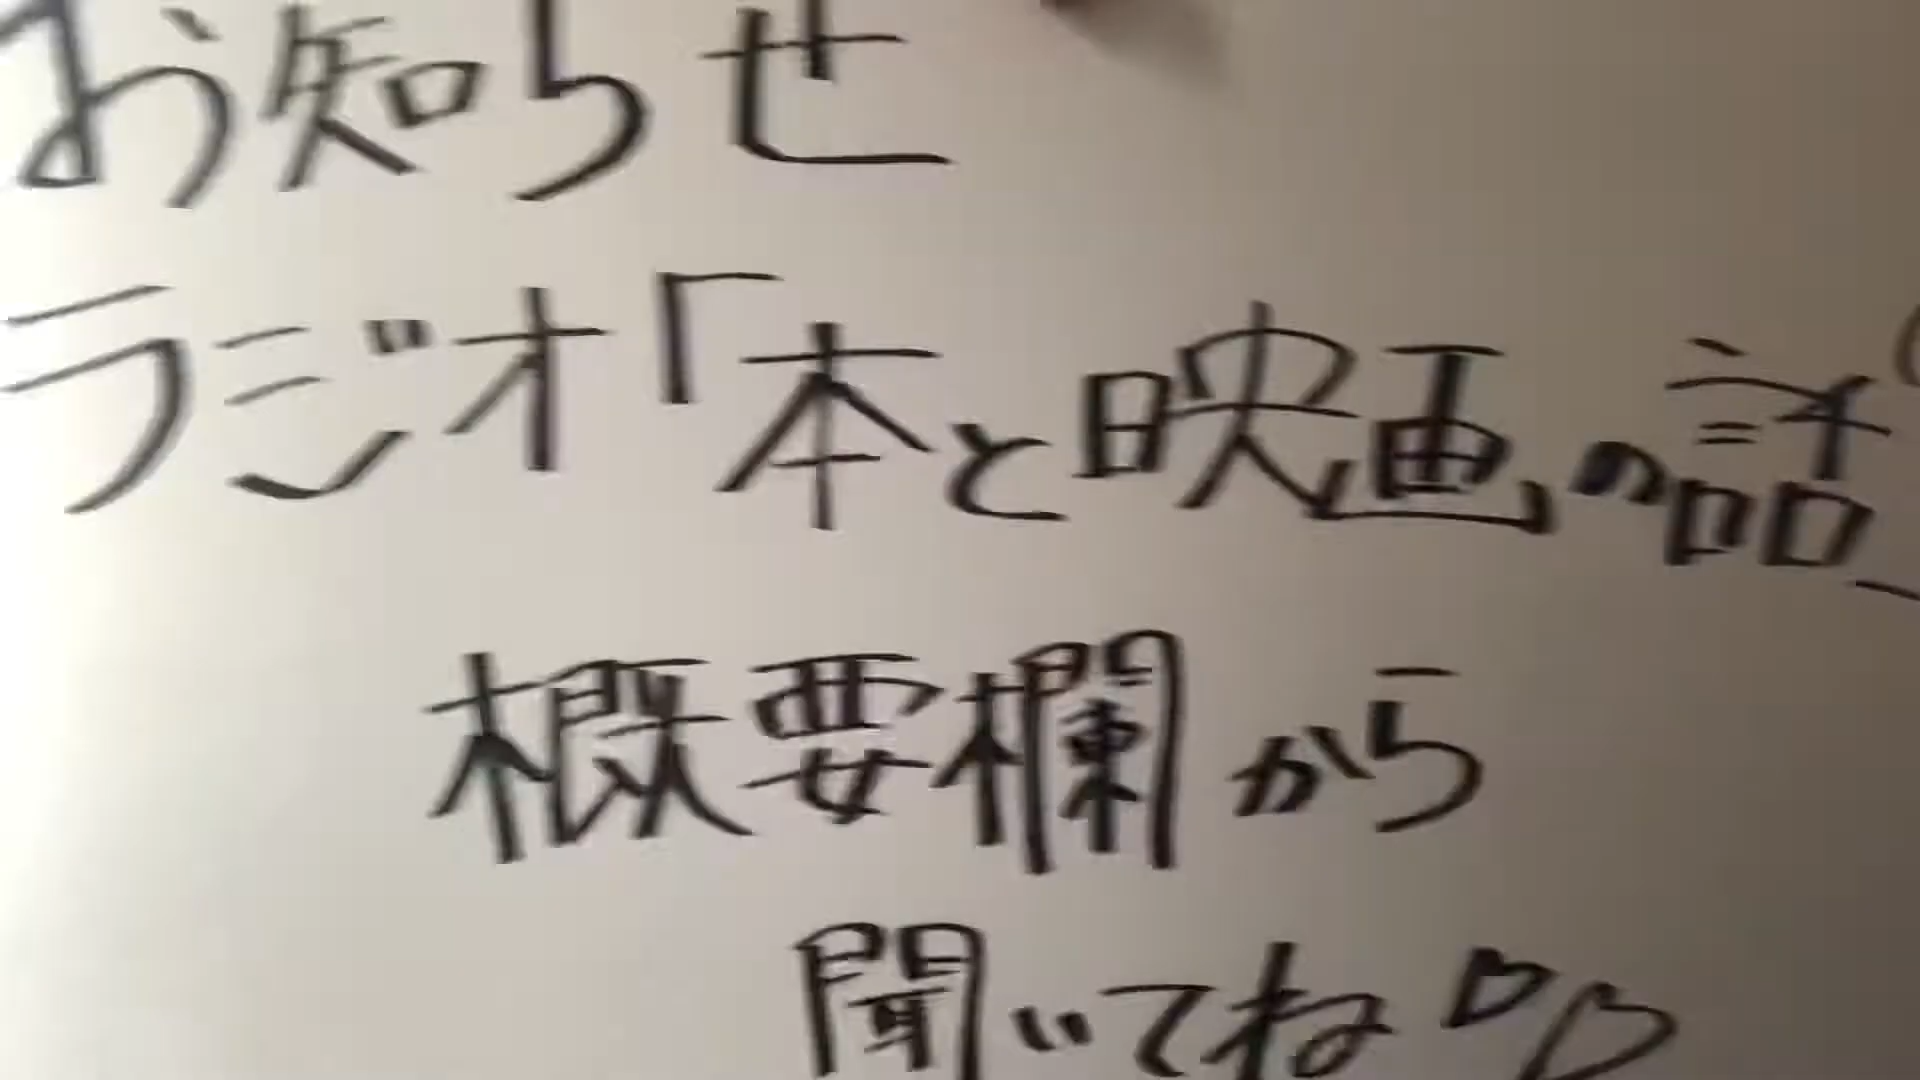 お知らせ
ラジオ「本と映画の話」
概要欄から
聞いてね♡♡